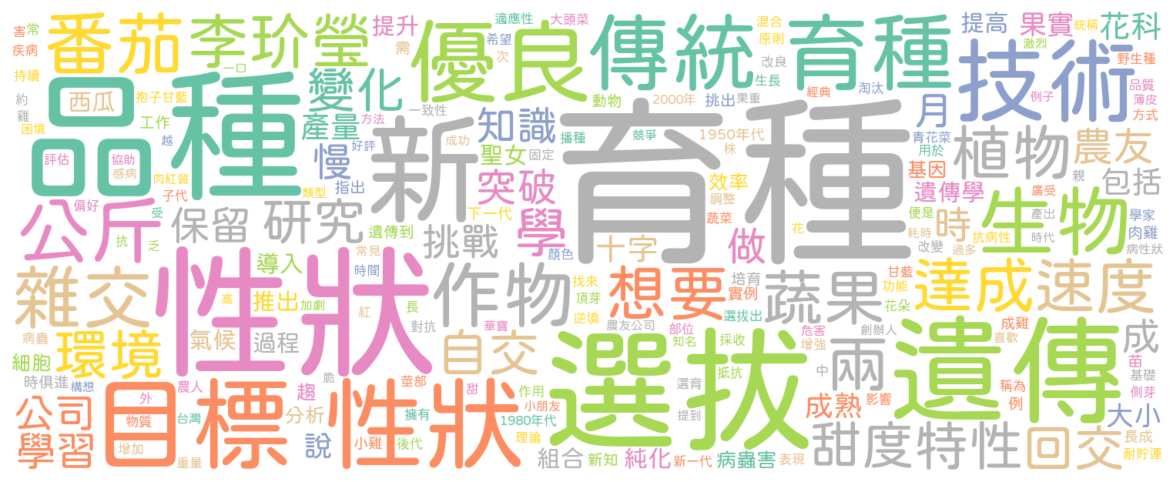 害 常 番茄 李玠瑩 提升 需 適應性 大頭菜 優良 傳統 育種 混合 原則 提高 果實 統稱 激烈 花科
疾病 一口 希望 次 改良 生長 技術 野生種
持續 品種 抱子甘藍 變化 一致性 動物 2000年 挑出 果重 經典 淘汰 例子 品質 薄皮
約 雞 西瓜 工作 產量 方法 新 成功 知識 播種 競爭 1950年代 月 方式
困境 越 好評 育種 株 青花菜 植物 農友
評估 協助 感病 肉紅質 慢 聖女 固定 用於 基因 包括
子代 類型 指出 突破 效率 調整 親
公斤 偏好 受 下一代 學 蔬菜 遺傳學 廣受
保留 研究 遺傳到 挑戰 十字 做 花 便是 時 產出 生物 學家
抗 乏 顏色 耗時 改變 抗病性 時代 過多 肉雞 病性狀
雜交 性狀 導入 常見 時間 作物 找來 想要 培育 蔬果 甘藍 達成 速度
高 推出 加劇 長 頂芽 實例 功能 花朵
環境 氣候 紅 對抗 華寶 逆境 選拔出
病蟲 過程 自交 農友公司 部位 採收 危害 創辦人 遺傳 成雞 成
細胞 選拔 知名 增強 兩 喜歡
時俱進 構想 農人 趨 脆 莖部 甜 作用 選育 抵抗 中 苗 基礎
公司 目標 外 性狀 擁有 小朋友 成熟 影響 稱為 側芽
物質 台灣 分析 1980年代 提到 例 大小
學習 增加 說 小雞 後代 理論 甜度 特性 回交 長成
重量 組合 新知 純化 新一代 病蟲害 表現 耐貯運